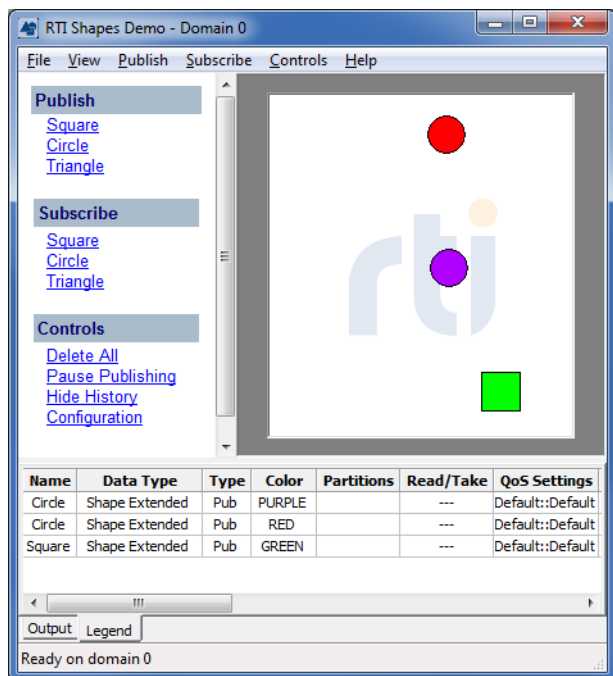 RTI Shapes Demo - Domain 0
File View Publish Subscribe Controls Help
Publish
Square
Circle
Triangle
Subscribe
Square
Circle
Triangle
Controls
Delete All
Pause Publishing
Hide History
Configuration
rti
Name Data Type Type Color Partitions Read/Take QoS Settings
Circle Shape Extended Pub PURPLE --- Default::Default
Circle Shape Extended Pub RED --- Default::Default
Square Shape Extended Pub GREEN --- Default::Default
Output Legend
Ready on domain 0